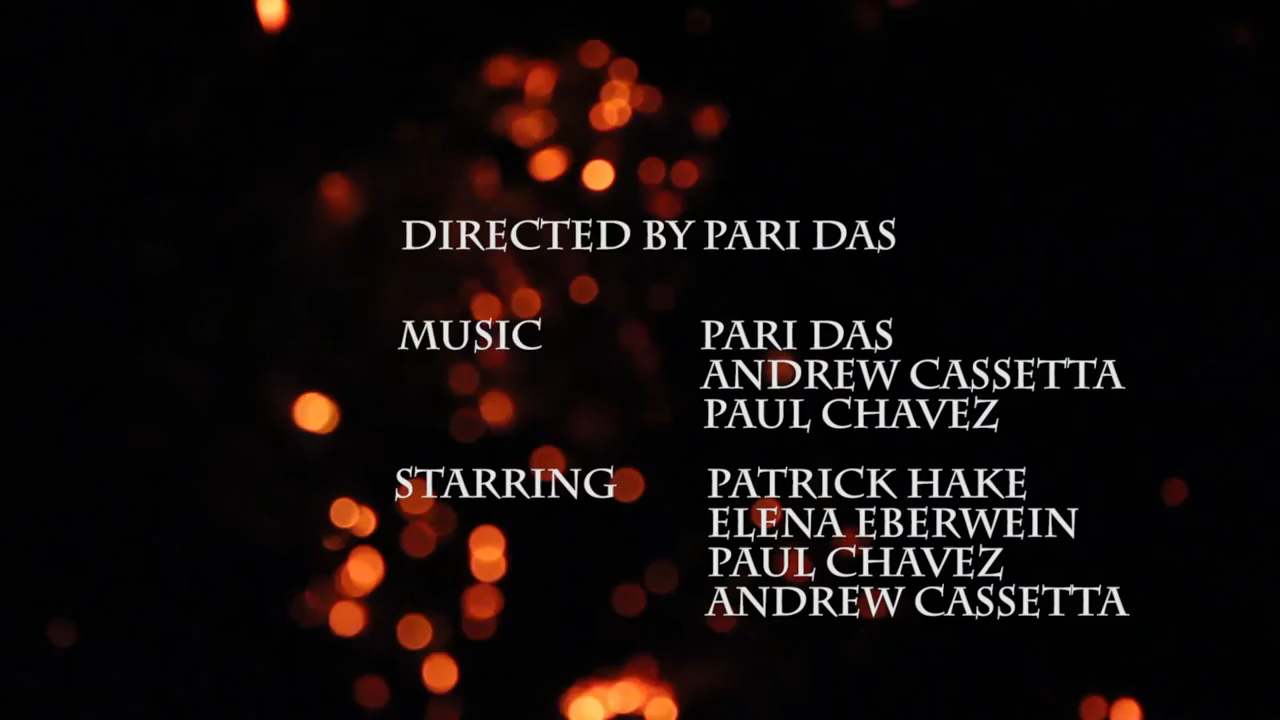 DIRECTED BY PARI DAS
MUSIC PARI DAS
ANDREW CASSETTA
PAUL CHAVEZ
STARRING PATRICK HAKE
ELENA EBERWEIN
PAUL CHAVEZ
ANDREW CASSETTA